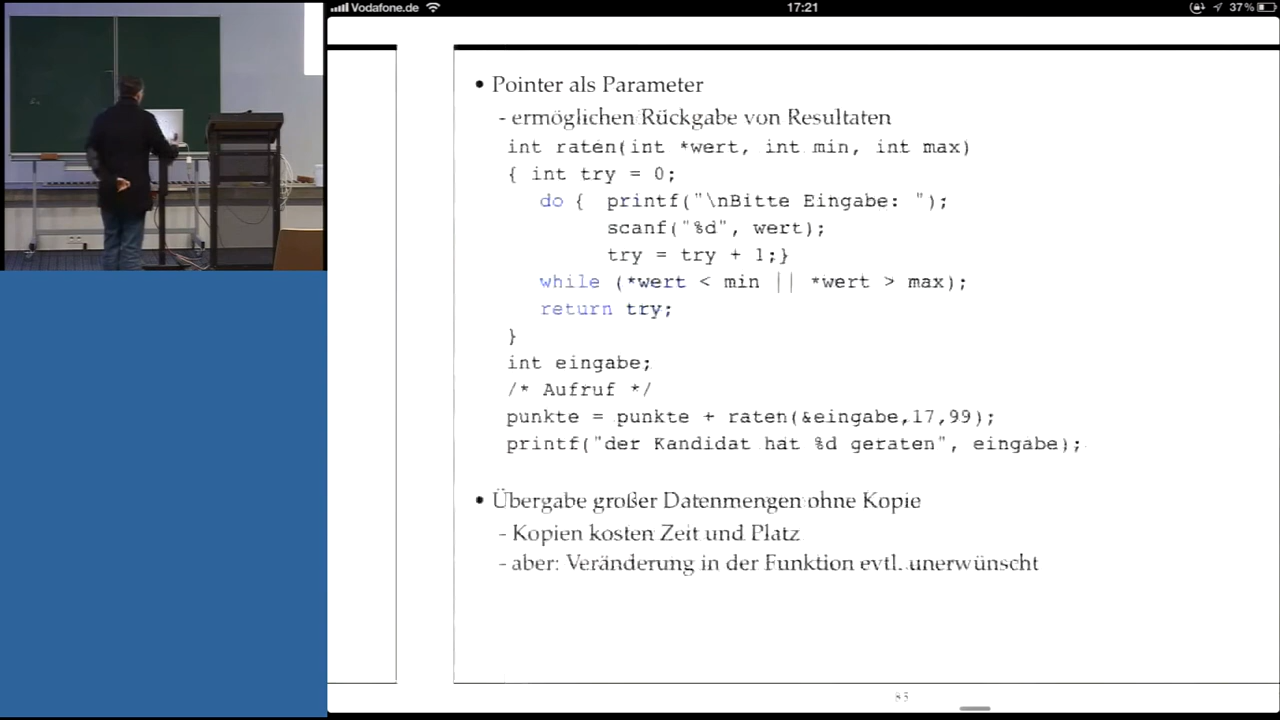 Vodafone.de 17:21 37%
• Pointer als Parameter
- ermöglichen Rückgabe von Resultaten
int raten(int *wert, int min, int max)
{ int try = 0;
do { printf("\nBitte Eingabe: ");
scanf("%d", wert);
try = try + 1;}
while (*wert < min || *wert > max);
return try;
}
int eingabe;
/* Aufruf */
punkte = punkte + raten(&eingabe,17,99);
printf("der Kandidat hat %d geraten", eingabe);
• Übergabe großer Datenmengen ohne Kopie
- Kopien kosten Zeit und Platz
- aber: Veränderung in der Funktion evtl. unerwünscht
85